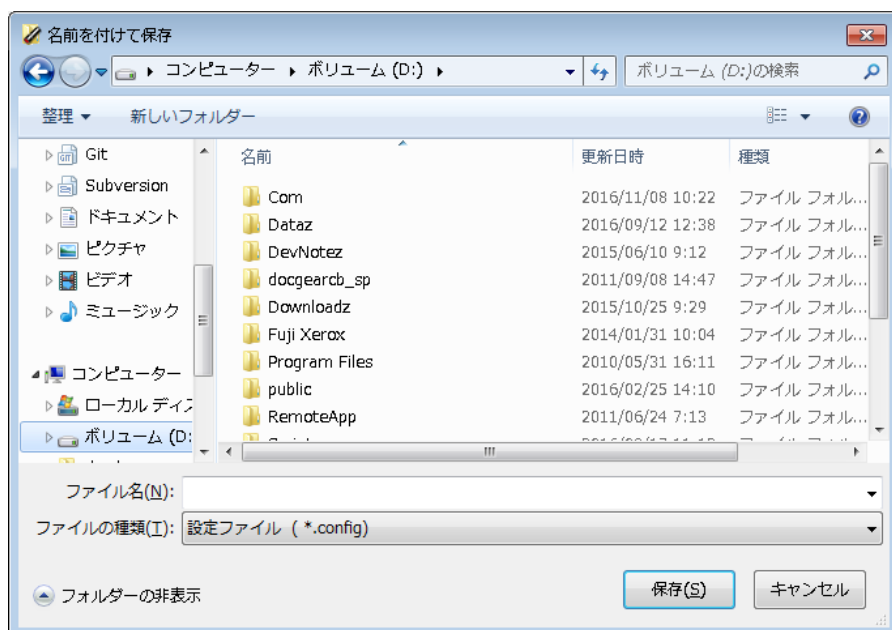 名前を付けて保存
コンピューター ボリューム (D:)
ボリューム (D:)の検索
整理 新しいフォルダー
Git
Subversion
ドキュメント
ピクチャ
ビデオ
ミュージック
コンピューター
ローカル ディス
ボリューム (D:
名前 更新日時 種類
Com 2016/11/08 10:22 ファイル フォル...
Dataz 2016/09/12 12:38 ファイル フォル...
DevNotez 2015/06/10 9:12 ファイル フォル...
docgearcb_sp 2011/09/08 14:47 ファイル フォル...
Downloadz 2015/10/25 9:29 ファイル フォル...
Fuji Xerox 2014/01/31 10:04 ファイル フォル...
Program Files 2010/05/31 16:11 ファイル フォル...
public 2016/02/25 14:10 ファイル フォル...
RemoteApp 2011/06/24 7:13 ファイル フォル...
ファイル名(N):
ファイルの種類(T): 設定ファイル ( *.config)
フォルダーの非表示
保存(S) キャンセル